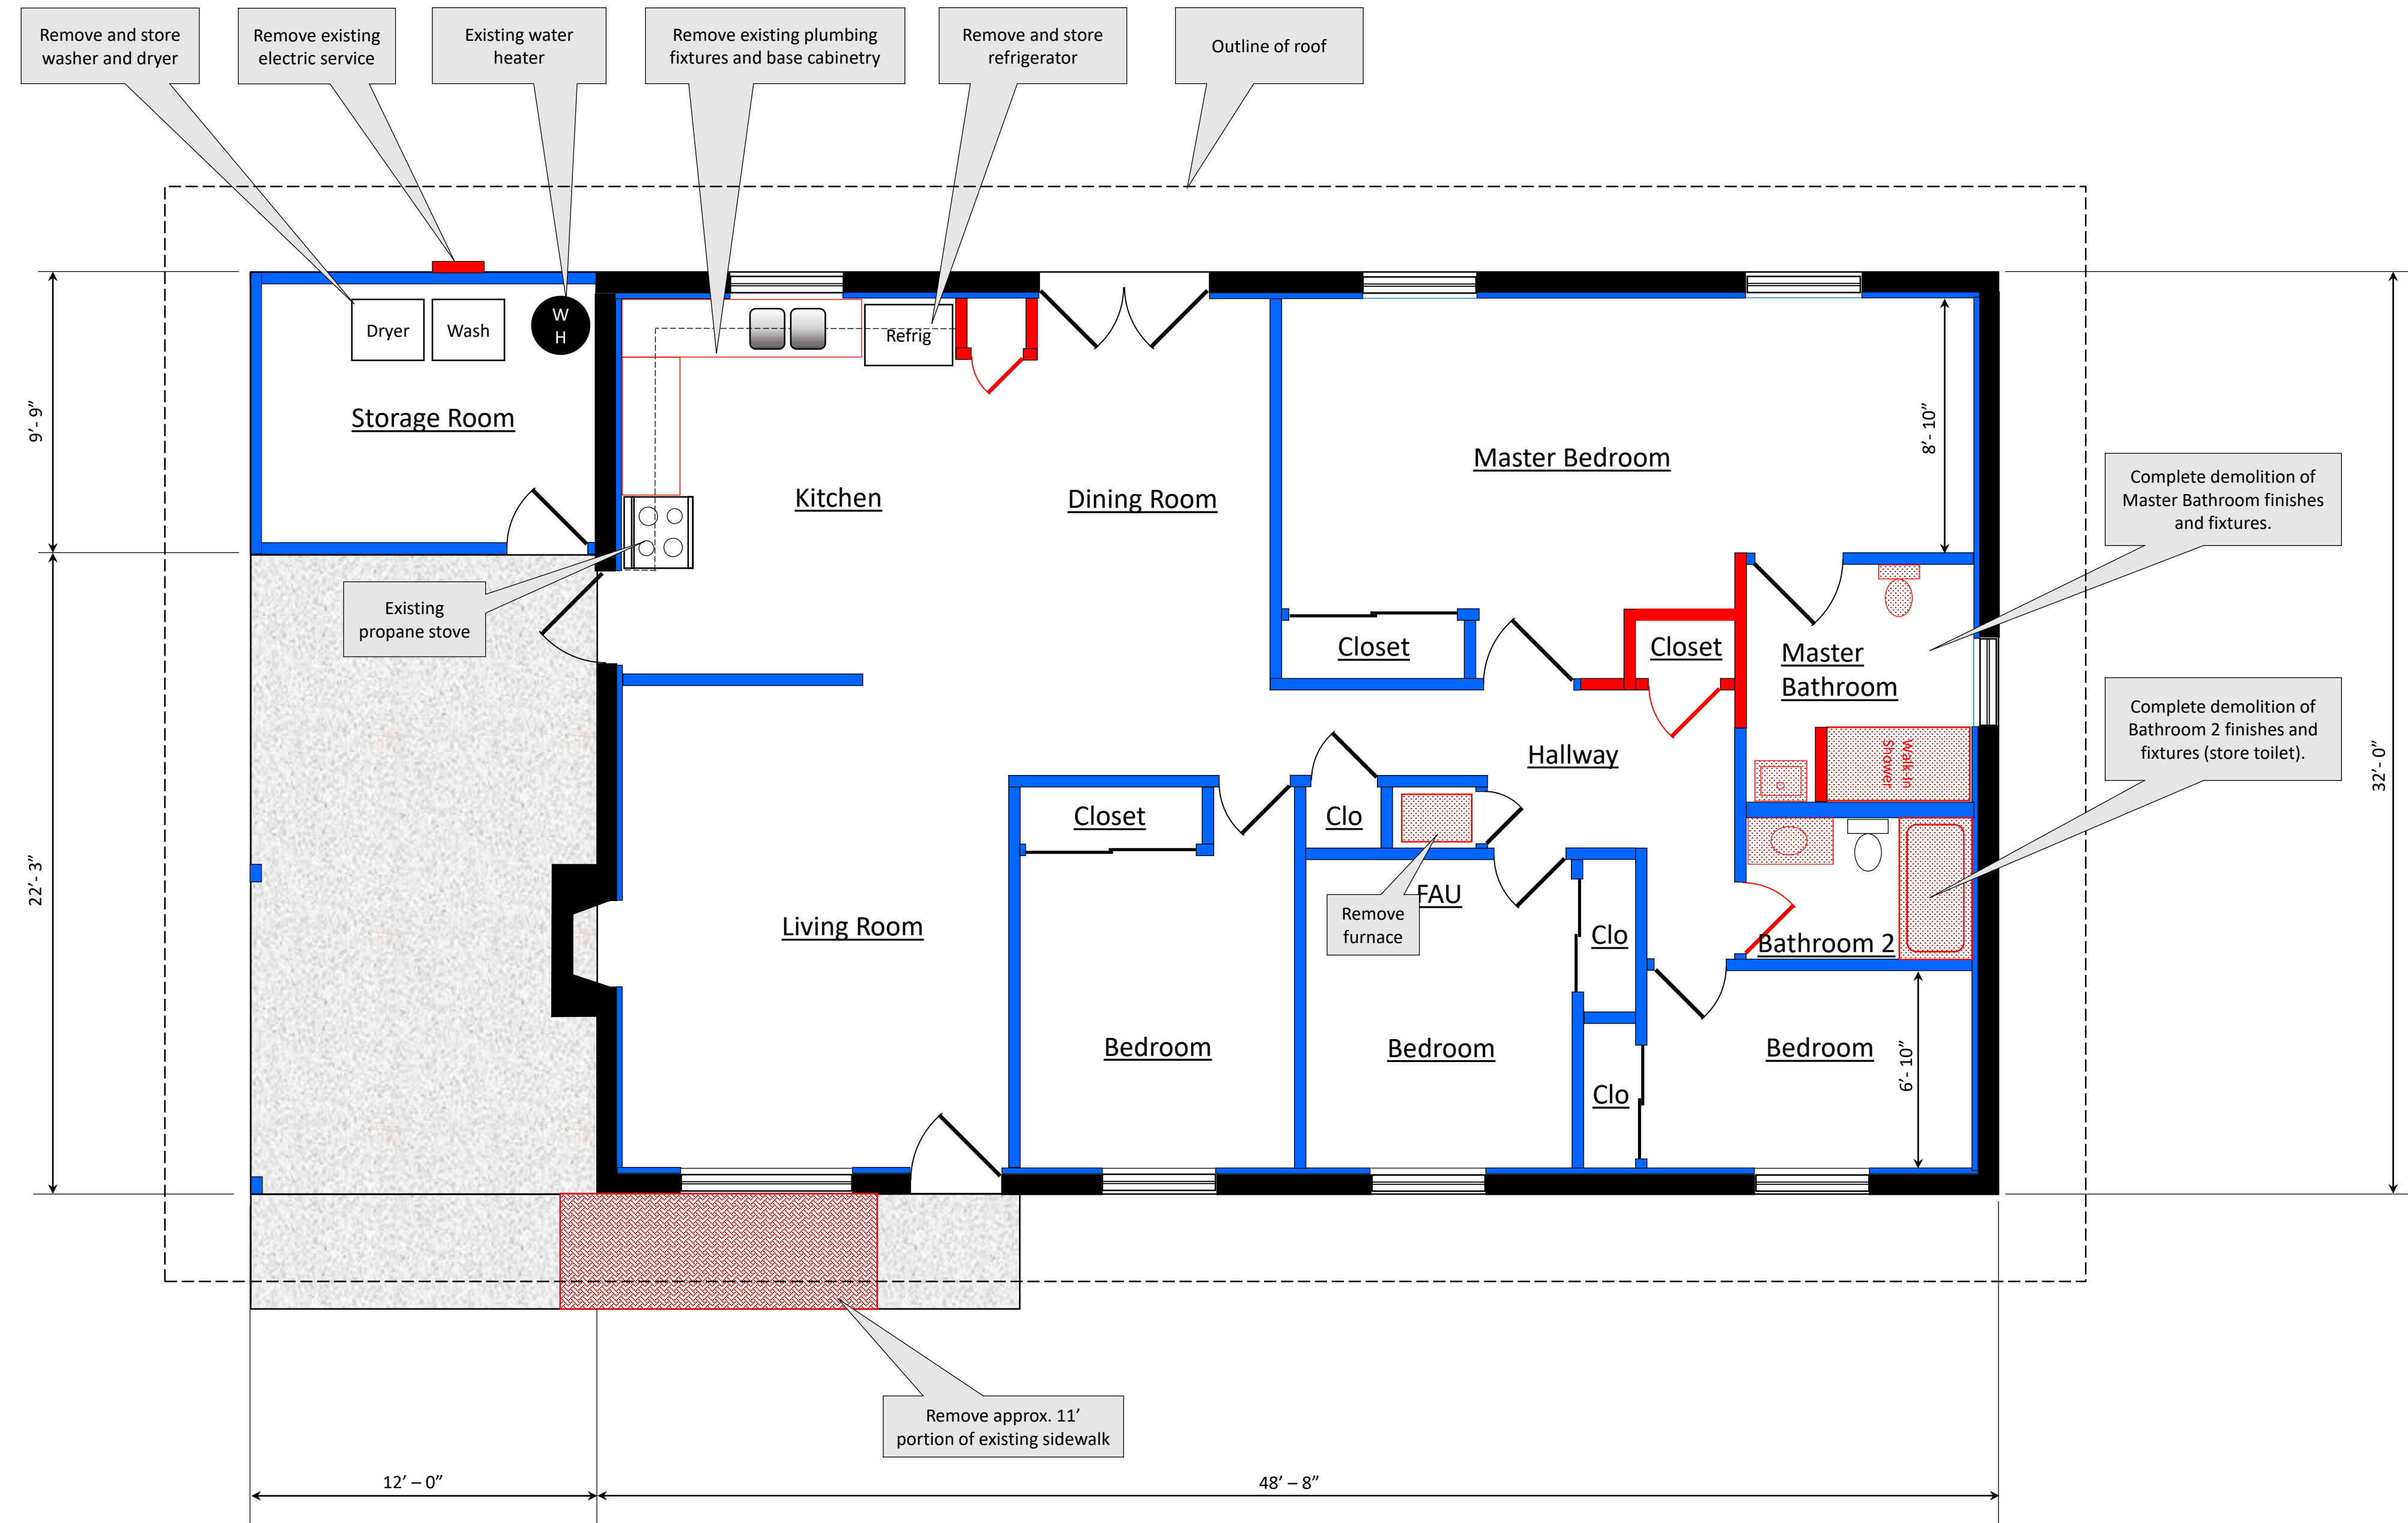 Remove and store
washer and dryer
Remove existing
electric service
Existing water
heater
Remove existing plumbing
fixtures and base cabinetry
Remove and store
refrigerator
Outline of roof
W
H
Dryer
Wash
Refrig
Storage Room
9’- 9”
Kitchen
Dining Room
Master Bedroom
8’- 10”
Complete demolition of
Master Bathroom finishes
and fixtures.
Existing
propane stove
Closet
Closet
Master
Bathroom
Complete demolition of
Bathroom 2 finishes and
fixtures (store toilet).
Hallway
Walk-In
Shower
32’- 0”
Closet
Clo
22’- 3”
FAU
Remove
furnace
Living Room
Clo
Bathroom 2
Bedroom
Bedroom
Bedroom
6’- 10”
Clo
Remove approx. 11’
portion of existing sidewalk
12’ – 0”
48’ – 8”